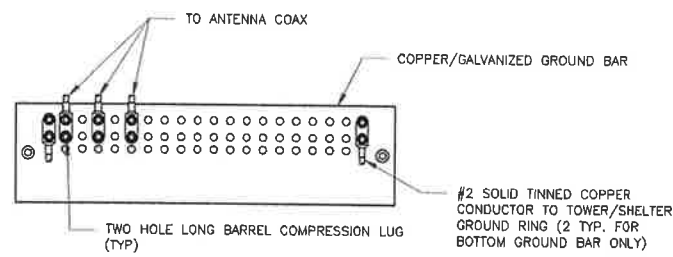 TO ANTENNA COAX
COPPER/GALVANIZED GROUND BAR
#2 SOLID TINNED COPPER
CONDUCTOR TO TOWER/SHELTER
GROUND RING (2 TYP. FOR
BOTTOM GROUND BAR ONLY)
TWO HOLE LONG BARREL COMPRESSION LUG
(TYP)